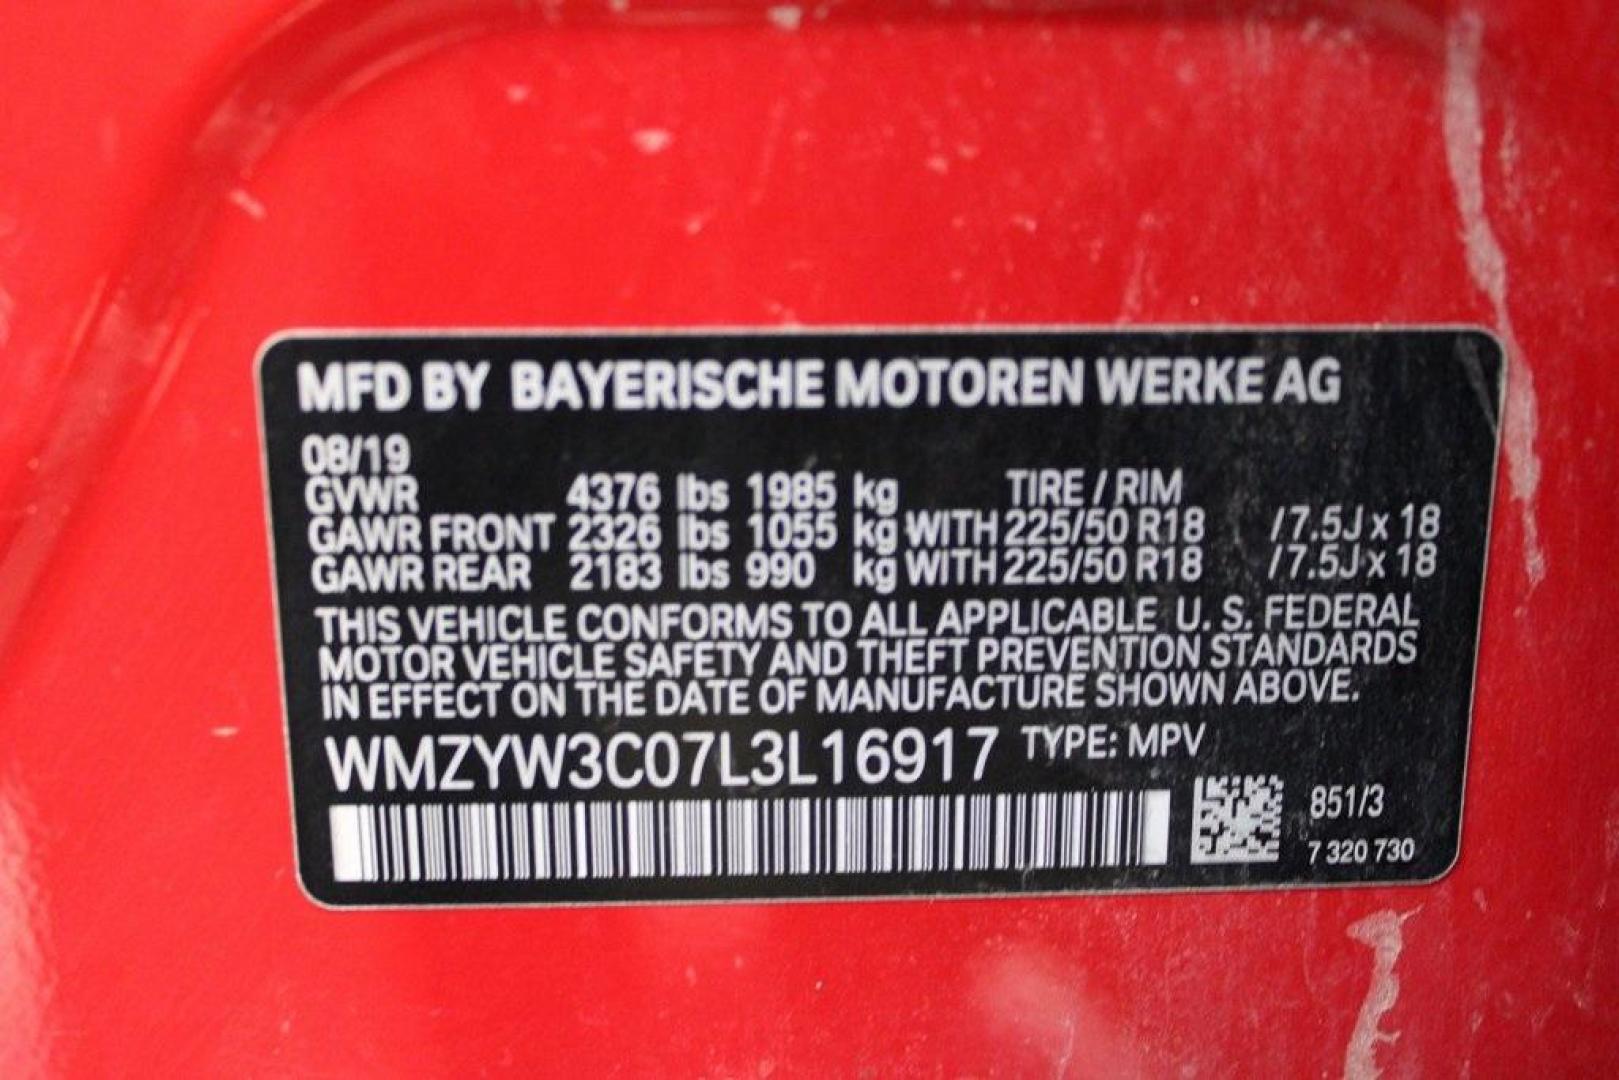 MFD BY BAYERISCHE MOTOREN WERKE AG
08/19
GVWR 4376 lbs 1985 kg TIRE / RIM
GAWR FRONT 2326 lbs 1055 kg WITH 225/50 R18 / 7.5J x 18
GAWR REAR 2183 lbs 990 kg WITH 225/50 R18 / 7.5J x 18
THIS VEHICLE CONFORMS TO ALL APPLICABLE U. S. FEDERAL
MOTOR VEHICLE SAFETY AND THEFT PREVENTION STANDARDS
IN EFFECT ON THE DATE OF MANUFACTURE SHOWN ABOVE.
WMZYW3C07L3L16917 TYPE: MPV
851/3
7 320 730